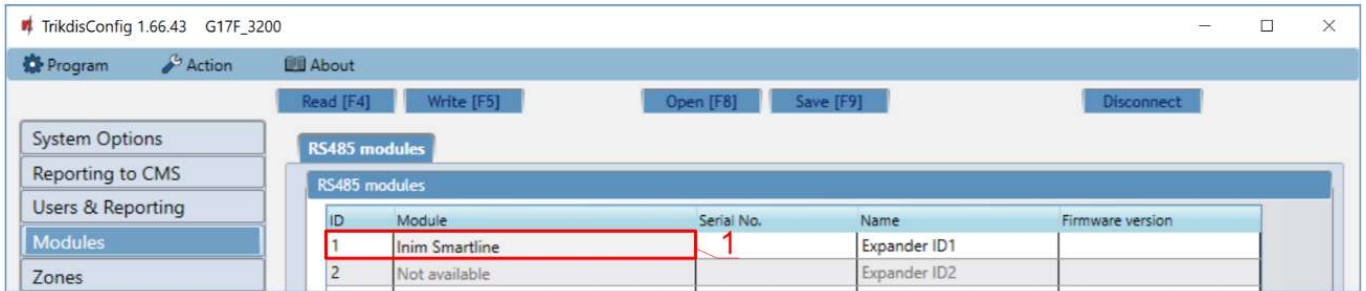 TrikdisConfig 1.66.43 G17F_3200
Program Action About
Read [F4] Write [F5] Open [F8] Save [F9] Disconnect
System Options
Reporting to CMS
Users & Reporting
Modules
Zones
RS485 modules
RS485 modules
ID Module Serial No. Name Firmware version
1 Inim Smartline 1 Expander ID1
2 Not available Expander ID2